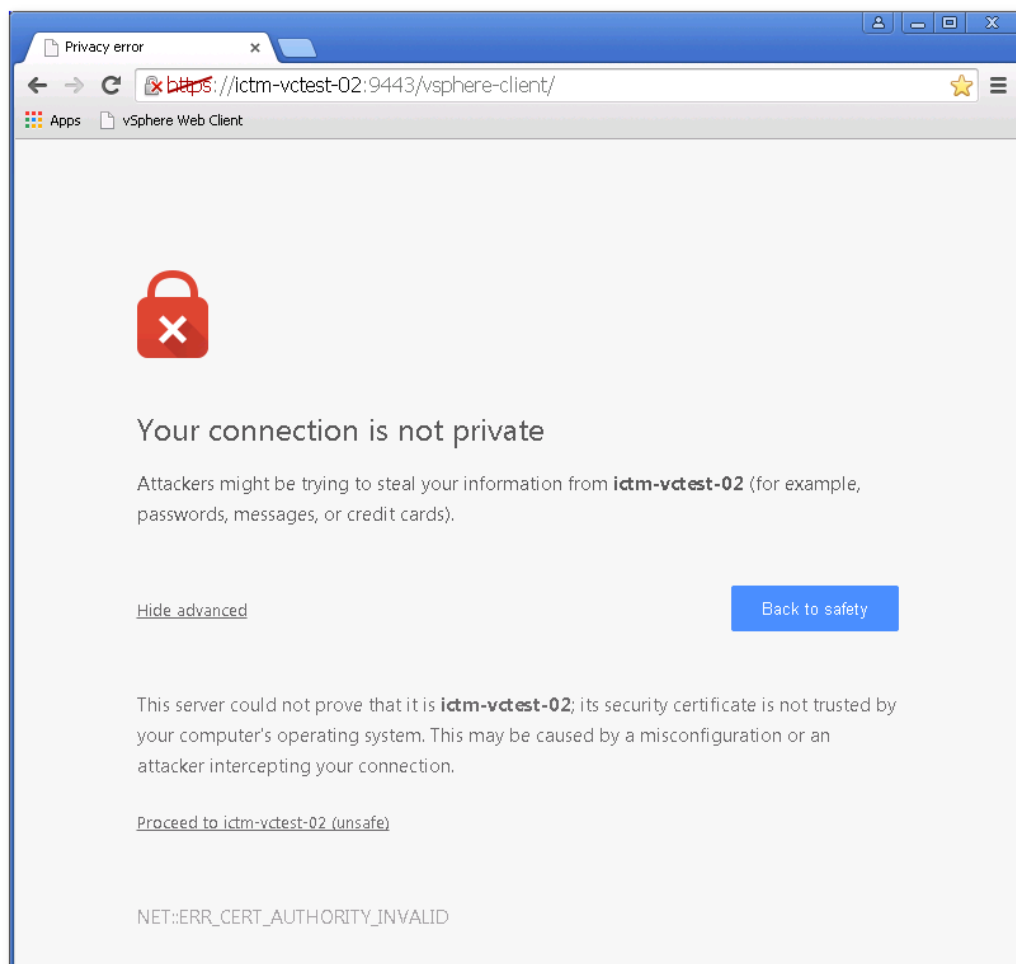 Privacy error
https://ictm-vctest-02:9443/vsphere-client/
Apps vSphere Web Client
Your connection is not private
Attackers might be trying to steal your information from ictm-vctest-02 (for example,
passwords, messages, or credit cards).
Hide advanced Back to safety
This server could not prove that it is ictm-vctest-02; its security certificate is not trusted by
your computer's operating system. This may be caused by a misconfiguration or an
attacker intercepting your connection.
Proceed to ictm-vctest-02 (unsafe)
NET::ERR_CERT_AUTHORITY_INVALID